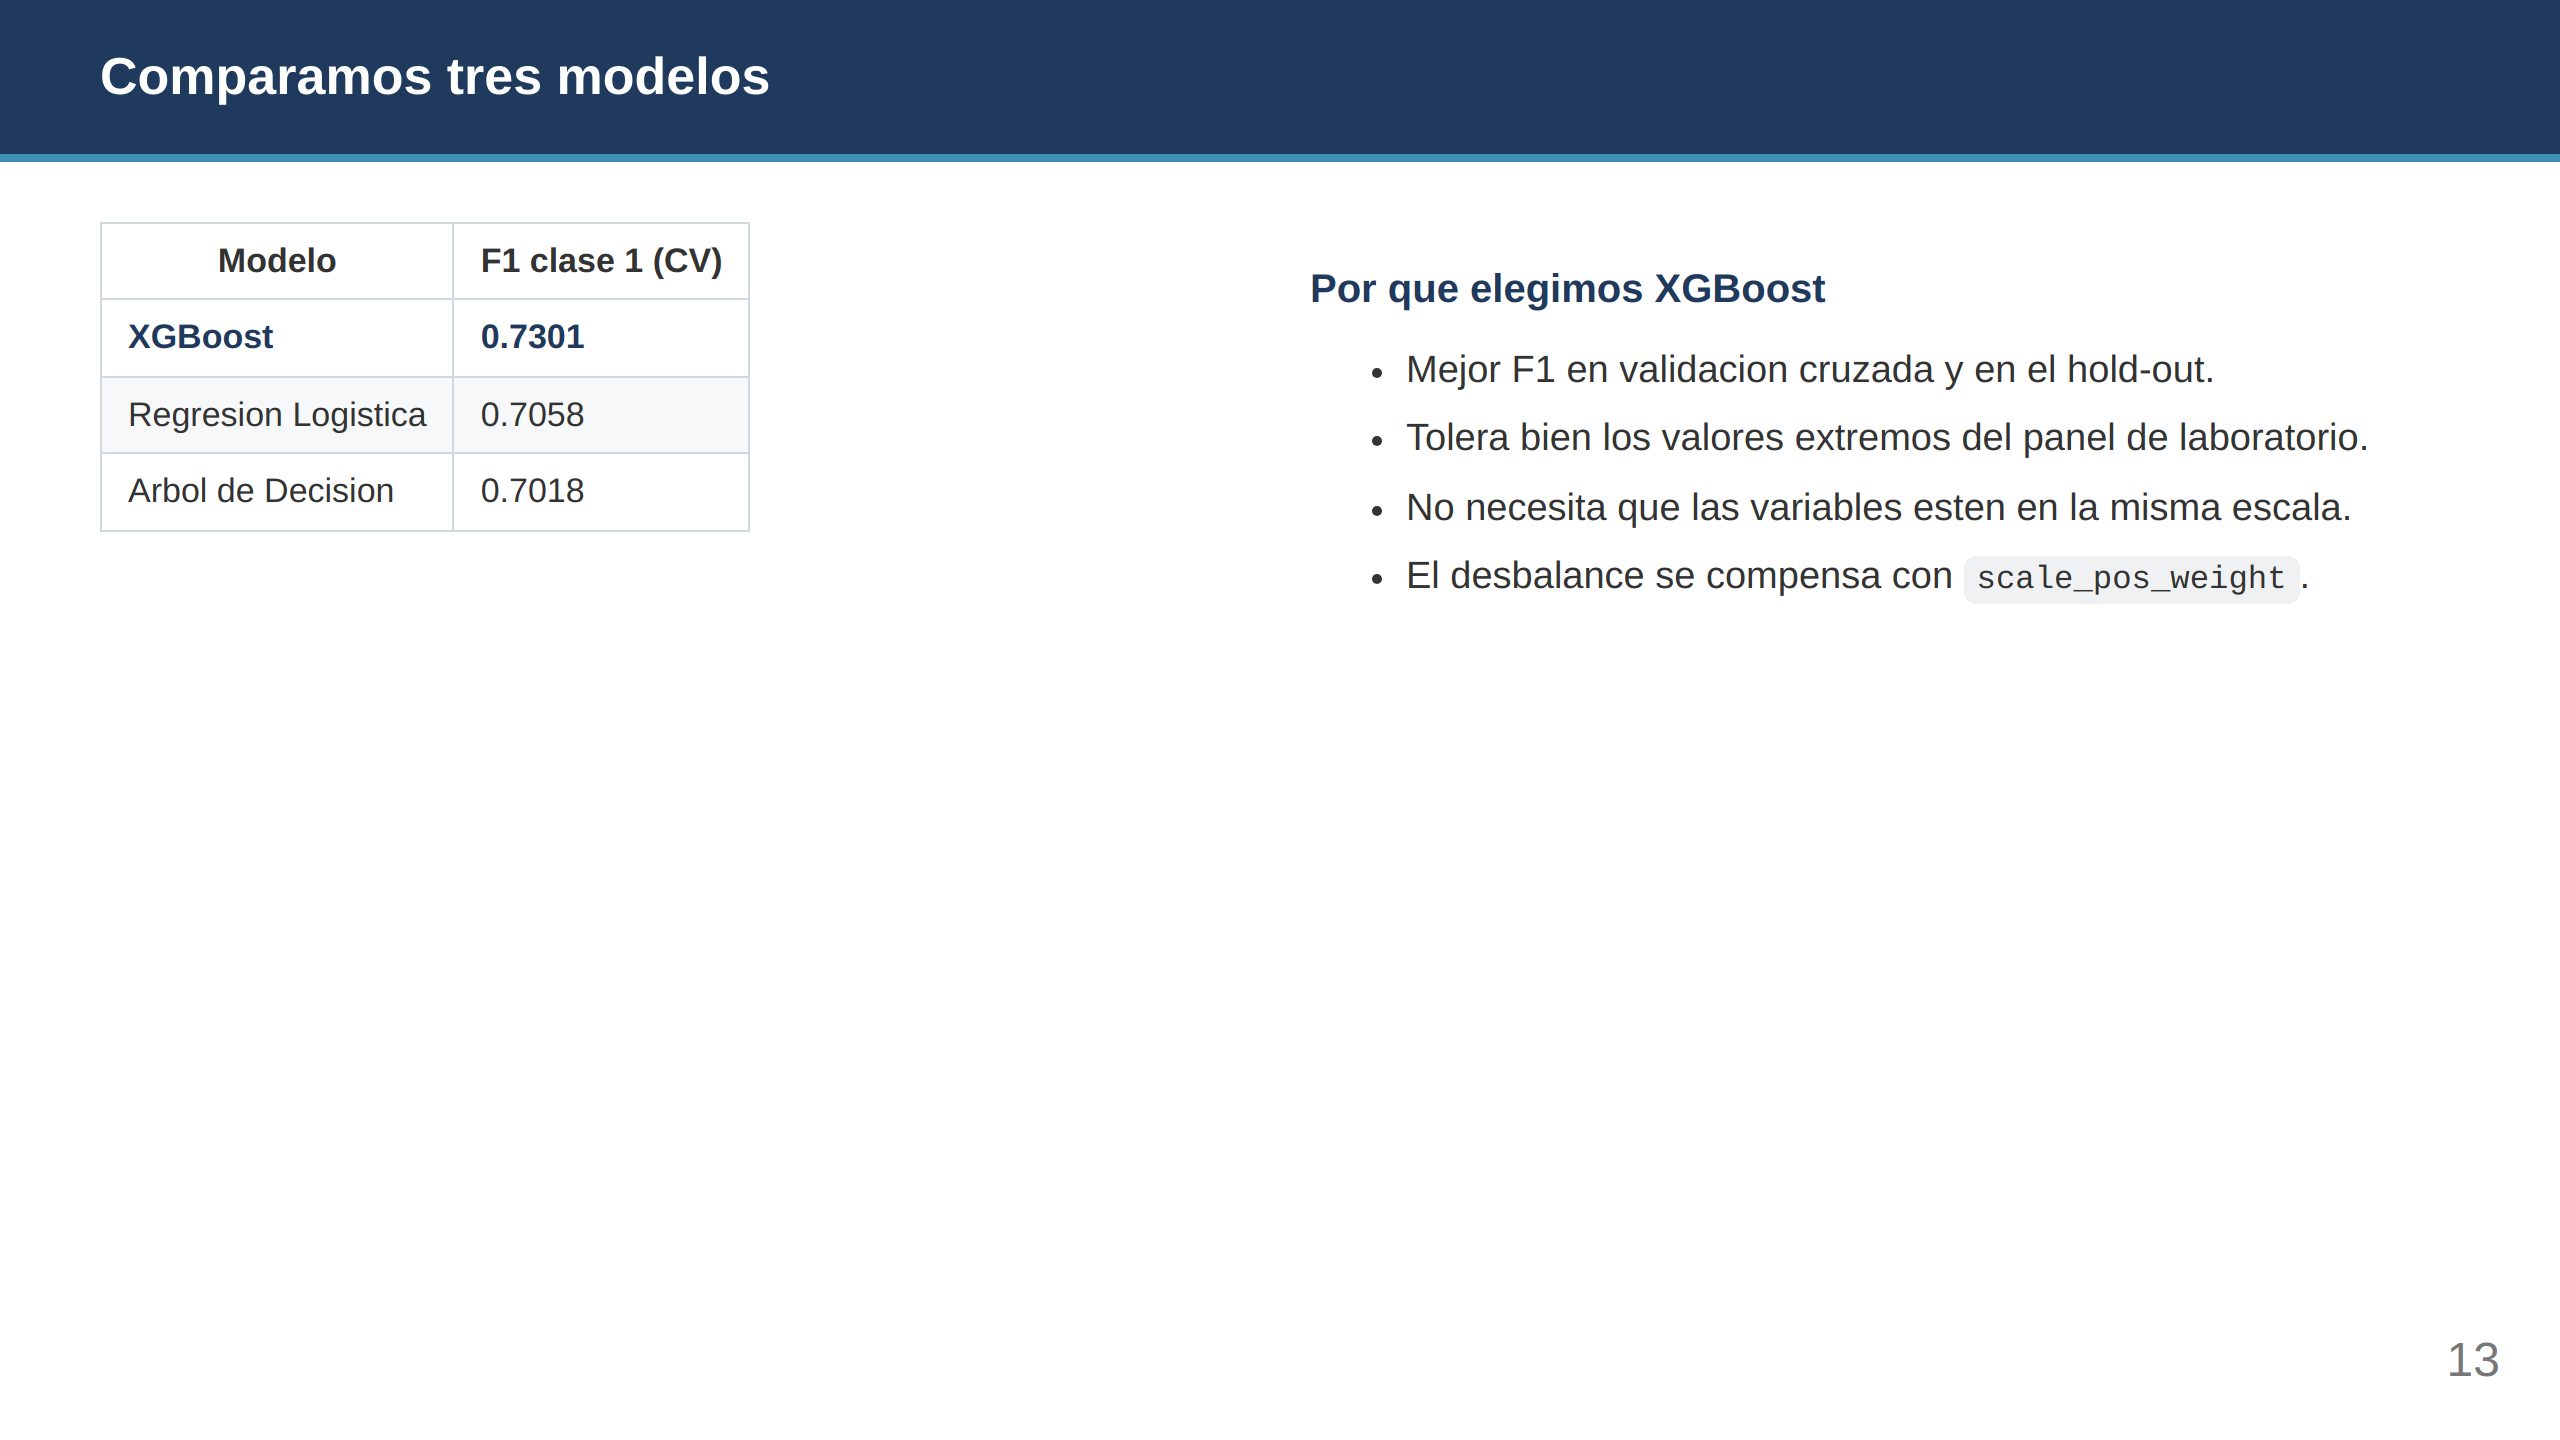 Comparamos tres modelos
Modelo F1 clase 1 (CV)
XGBoost 0.7301
Regresion Logistica 0.7058
Arbol de Decision 0.7018
Por que elegimos XGBoost
• Mejor F1 en validacion cruzada y en el hold-out.
• Tolera bien los valores extremos del panel de laboratorio.
• No necesita que las variables esten en la misma escala.
• El desbalance se compensa con scale_pos_weight.
13